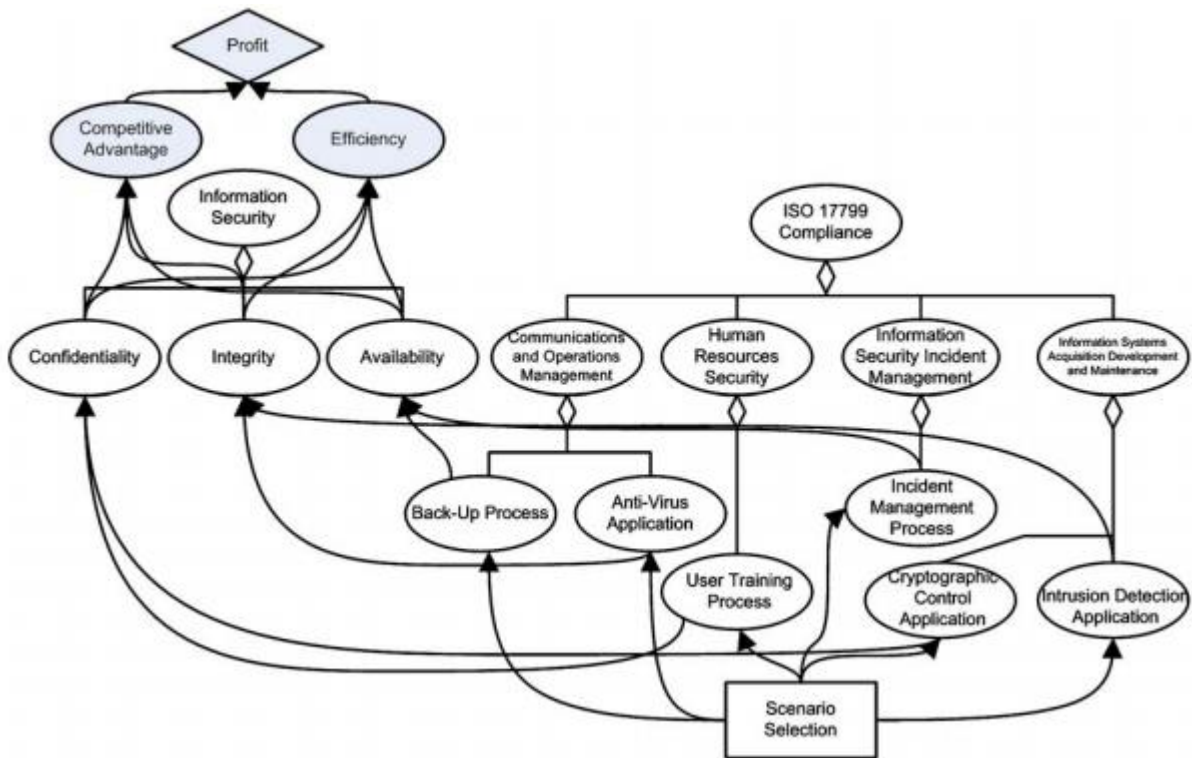 Profit
Competitive
Advantage
Efficiency
Information
Security
ISO 17799
Compliance
Confidentiality
Integrity
Availability
Communications
and Operations
Management
Human
Resources
Security
Information
Security Incident
Management
Information Systems
Acquisition Development
and Maintenance
Back-Up Process
Anti-Virus
Application
Incident
Management
Process
User Training
Process
Cryptographic
Control
Application
Intrusion Detection
Application
Scenario
Selection